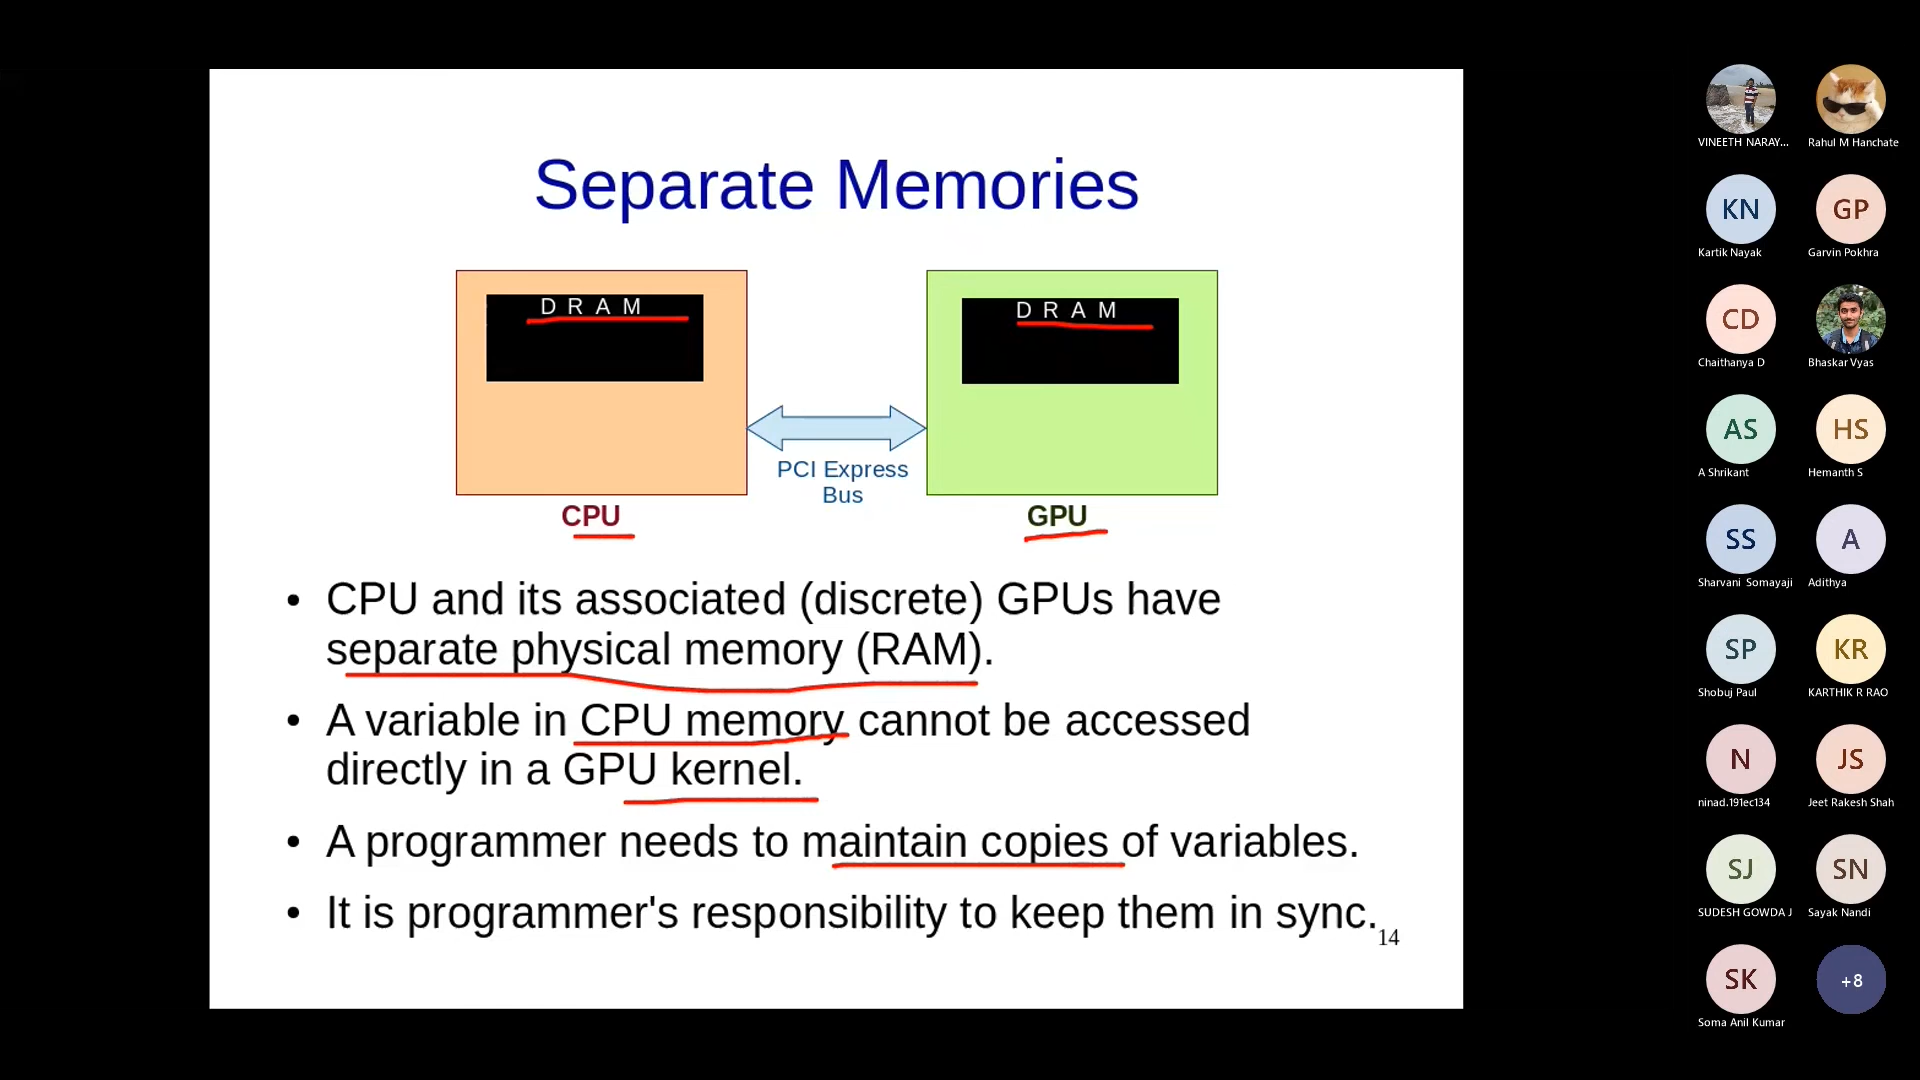 Separate Memories
D R A M
D R A M
PCI Express
Bus
CPU
GPU
• CPU and its associated (discrete) GPUs have
separate physical memory (RAM).
• A variable in CPU memory cannot be accessed
directly in a GPU kernel.
• A programmer needs to maintain copies of variables.
• It is programmer's responsibility to keep them in sync.
14
VINEETH NARAY...
Rahul M Hanchate
KN
GP
Kartik Nayak
Garvin Pokhra
CD
Chaithanya D
Bhaskar Vyas
AS
HS
A Shrikant
Hemanth S
SS
A
Sharvani Somayaji
Adithya
SP
KR
Shobuj Paul
KARTHIK R RAO
N
JS
ninad.191ec134
Jeet Rakesh Shah
SJ
SN
SUDESH GOWDA J
Sayak Nandi
SK
+8
Soma Anil Kumar